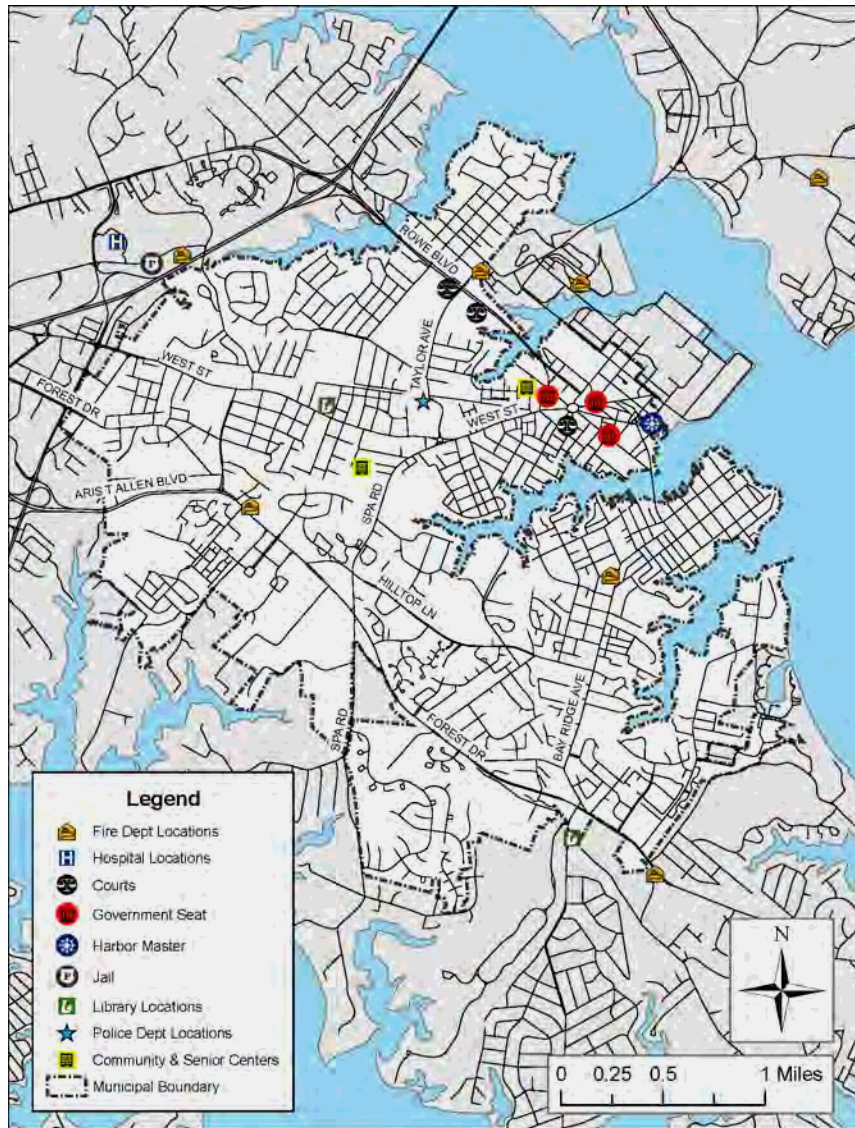 ROWE BLVD
TAYLOR AVE
WEST ST
FOREST DR
WEST ST
ARIS T ALLEN BLVD
SPA RD
HILLTOP LN
SPA RD
FOREST DR
BAY RIDGE AVE
Legend
Fire Dept Locations
H Hospital Locations
Courts
Government Seat
Harbor Master
P Jail
Library Locations
Police Dept Locations
Community & Senior Centers
Municipal Boundary
H
P
N
0 0.25 0.5 1 Miles